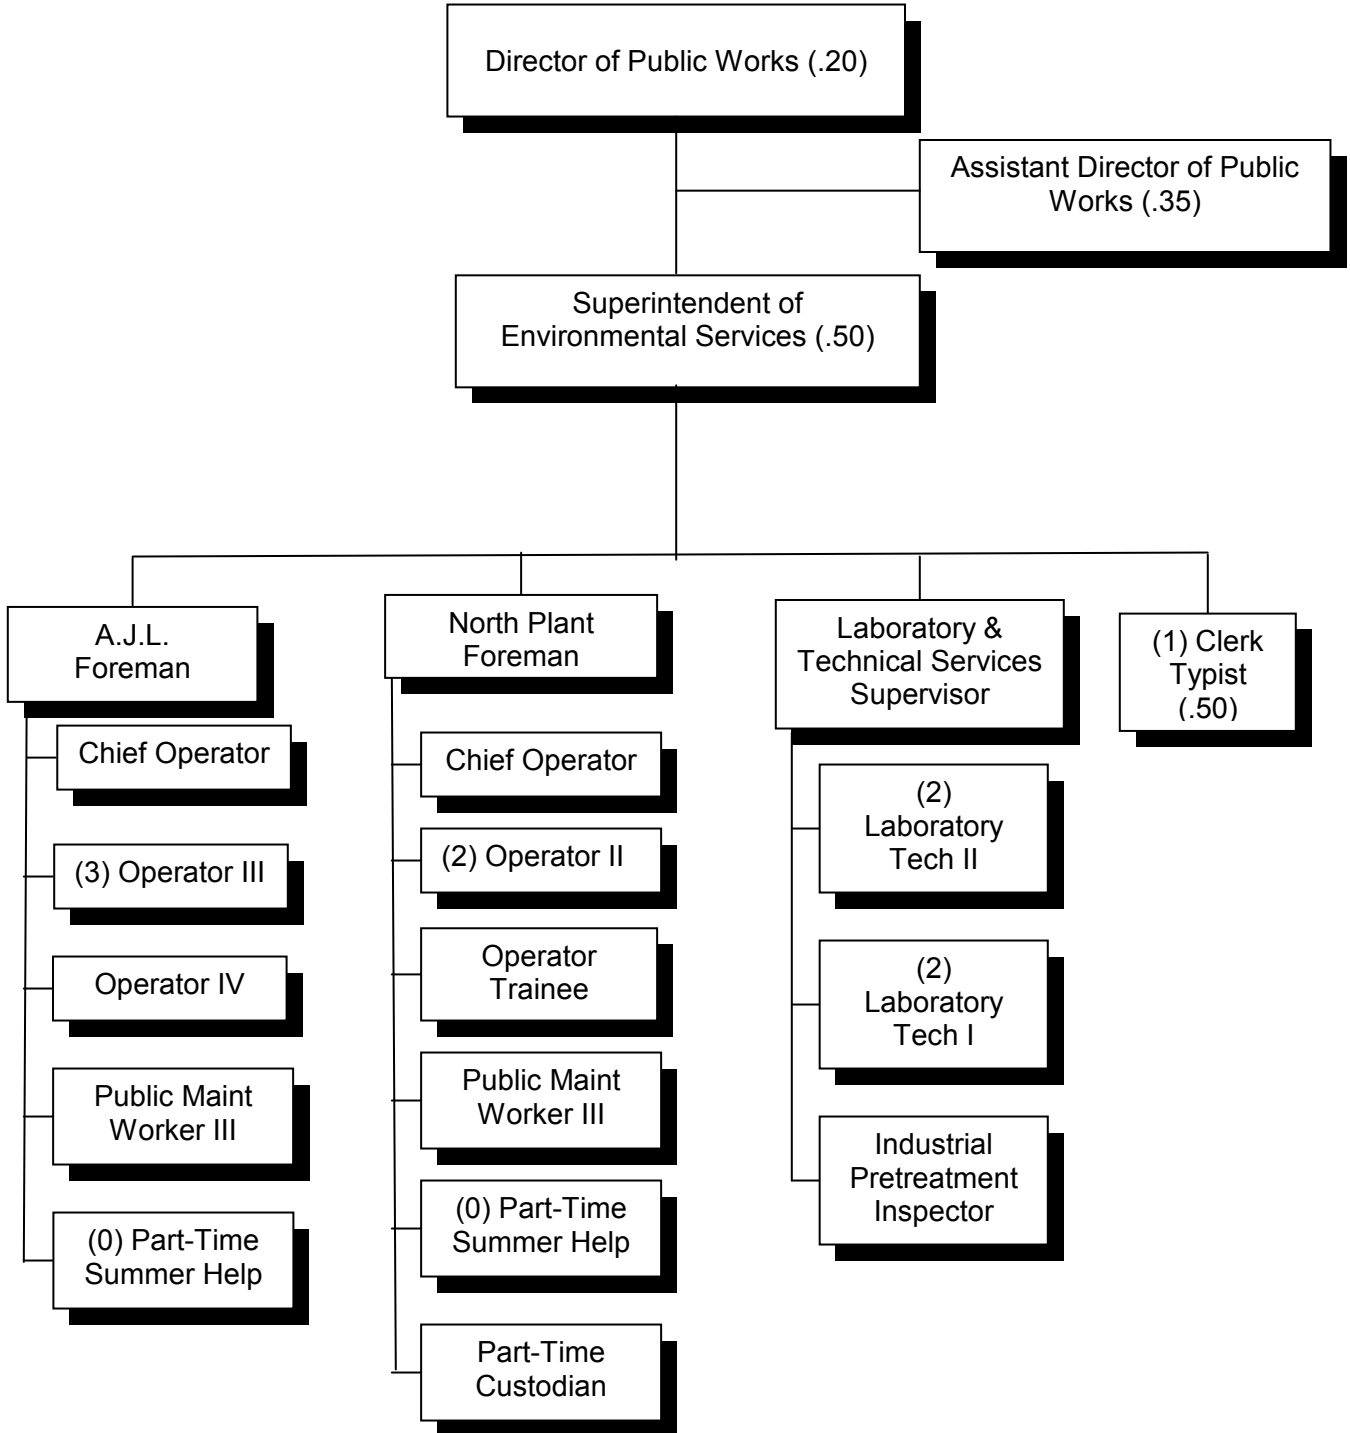 Director of Public Works (.20)
Assistant Director of Public
Works (.35)
Superintendent of
Environmental Services (.50)
A.J.L.
Foreman
Chief Operator
(3) Operator III
Operator IV
Public Maint
Worker III
(0) Part-Time
Summer Help
North Plant
Foreman
Chief Operator
(2) Operator II
Operator
Trainee
Public Maint
Worker III
(0) Part-Time
Summer Help
Part-Time
Custodian
Laboratory &
Technical Services
Supervisor
(2)
Laboratory
Tech II
(2)
Laboratory
Tech I
Industrial
Pretreatment
Inspector
(1) Clerk
Typist
(.50)